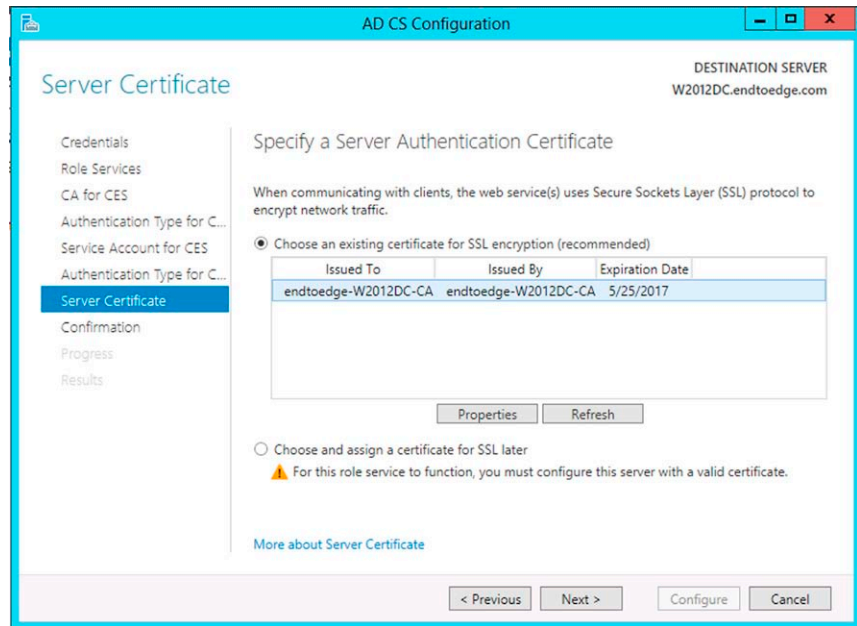 AD CS Configuration
Server Certificate
DESTINATION SERVER
W2012DC.endtoedge.com
Credentials
Role Services
CA for CES
Authentication Type for C...
Service Account for CES
Authentication Type for C...
Server Certificate
Confirmation
Progress
Results
Specify a Server Authentication Certificate
When communicating with clients, the web service(s) uses Secure Sockets Layer (SSL) protocol to
encrypt network traffic.
Choose an existing certificate for SSL encryption (recommended)
Issued To Issued By Expiration Date
endtoedge-W2012DC-CA endtoedge-W2012DC-CA 5/25/2017
Properties Refresh
Choose and assign a certificate for SSL later
For this role service to function, you must configure this server with a valid certificate.
More about Server Certificate
< Previous Next > Configure Cancel